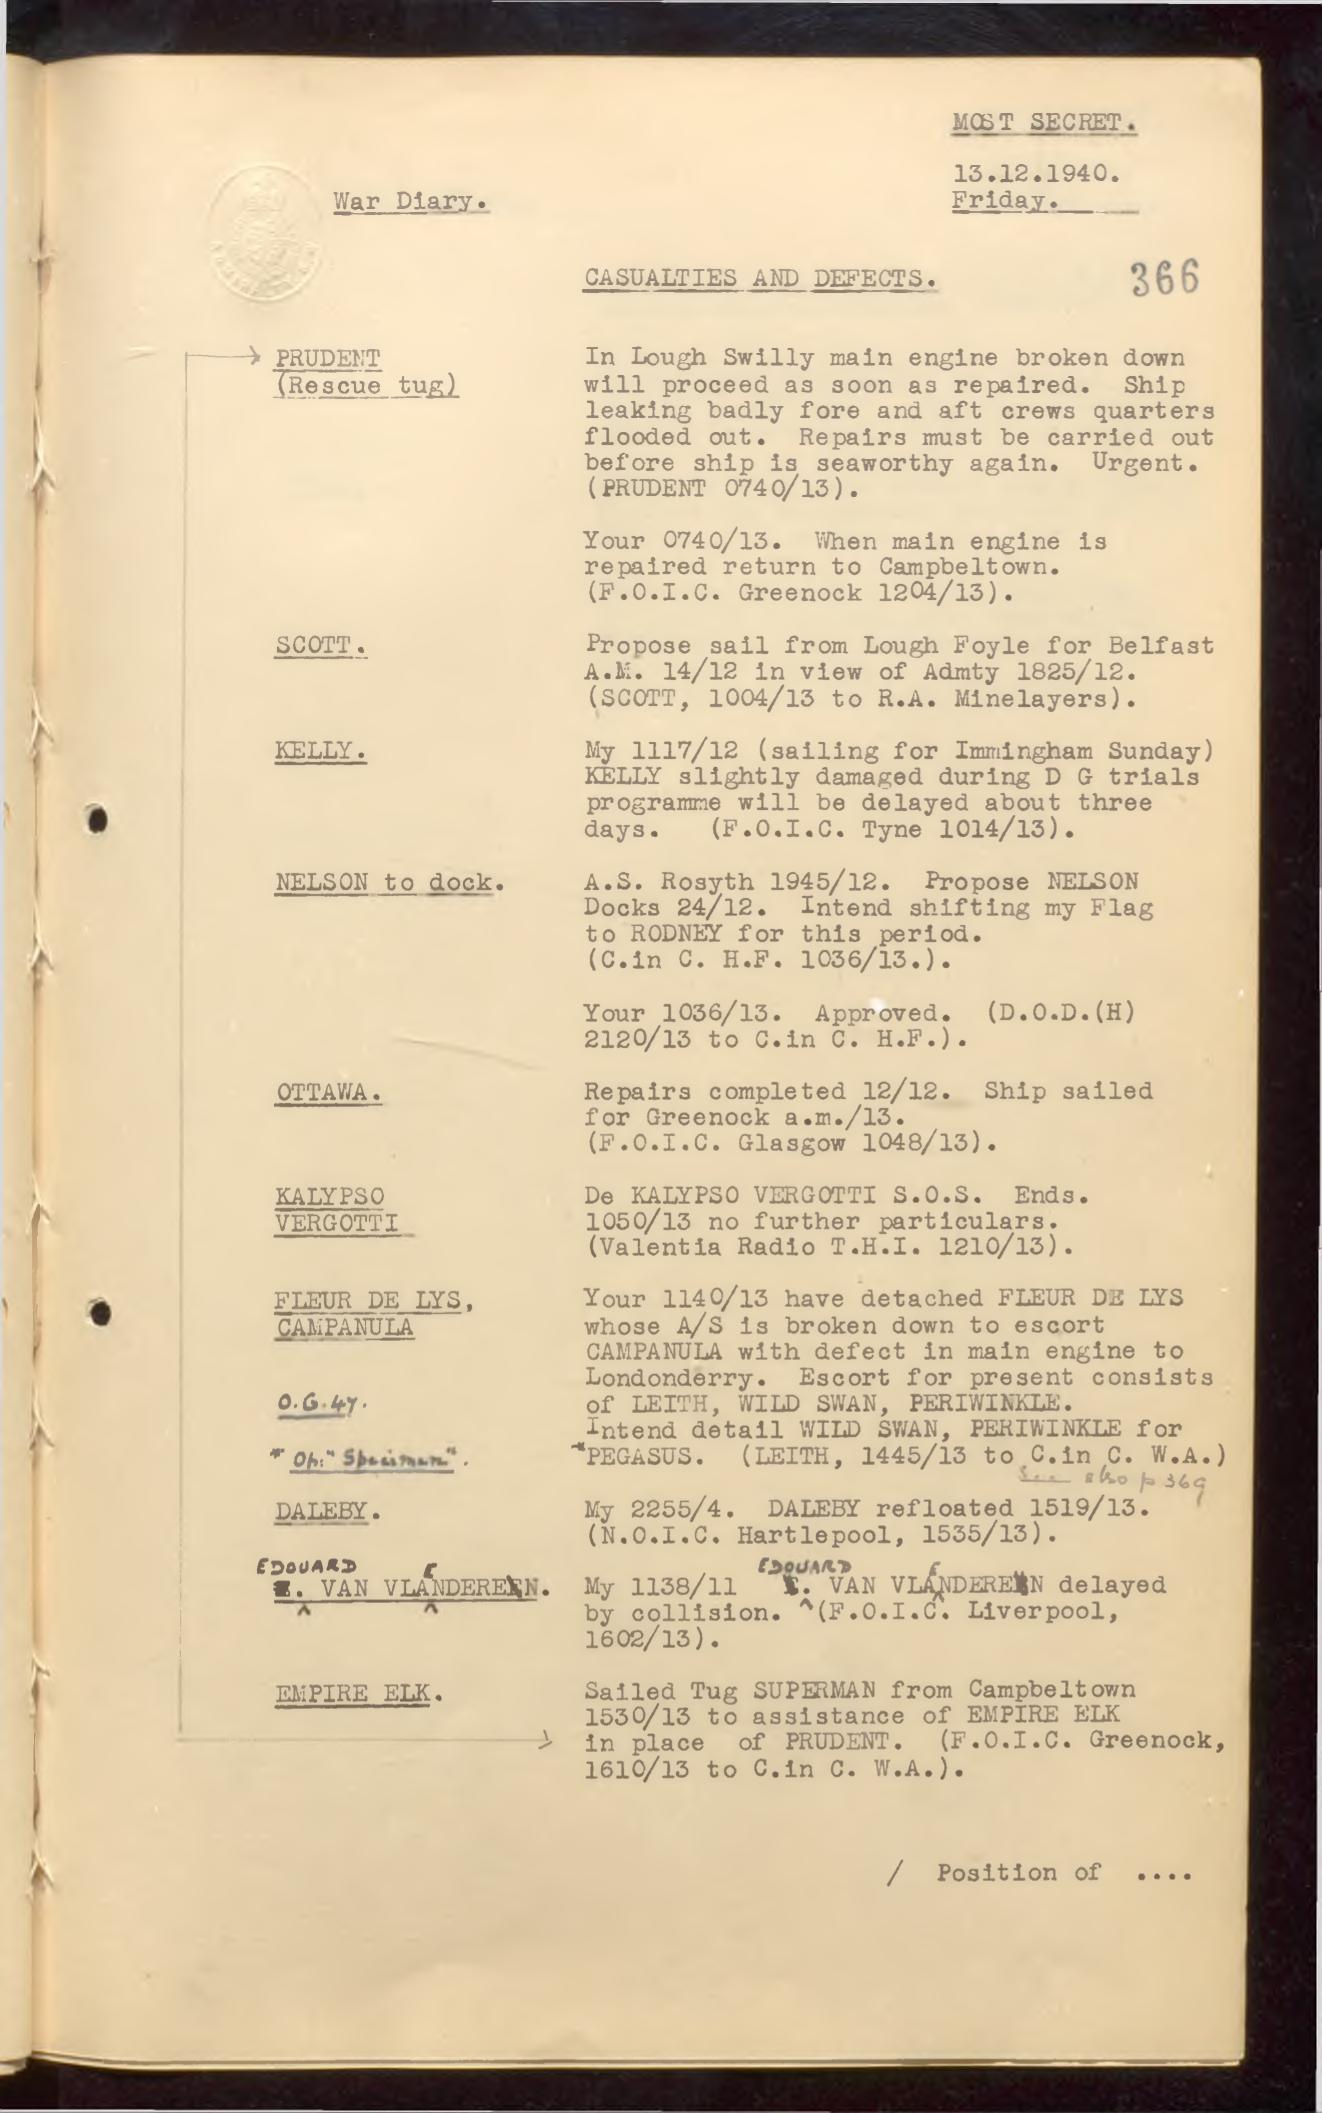 MOST SECRET.
13.12.1940.
War Diary.
Friday.
CASUALTIES AND DEFECTS.
366
PRUDENT
(Rescue tug)
In Lough Swilly main engine broken down
will proceed as soon as repaired. Ship
leaking badly fore and aft crews quarters
flooded out. Repairs must be carried out
before ship is seaworthy again. Urgent.
(PRUDENT 0740/13).
Your 0740/13. When main engine is
repaired return to Campbeltown.
(F.O.I.C. Greenock 1204/13).
SCOTT.
Propose sail from Lough Foyle for Belfast
A.M. 14/12 in view of Admty 1825/12.
(SCOTT, 1004/13 to R.A. Minelayers).
KELLY.
My 1117/12 (sailing for Immingham Sunday)
KELLY slightly damaged during D G trials
programme will be delayed about three
days. (F.O.I.C. Tyne 1014/13).
NELSON to dock.
A.S. Rosyth 1945/12. Propose NELSON
Docks 24/12. Intend shifting my Flag
to RODNEY for this period.
(C.in C. H.F. 1036/13.).
Your 1036/13. Approved. (D.O.D.(H)
2120/13 to C.in C. H.F.).
OTTAWA.
Repairs completed 12/12. Ship sailed
for Greenock a.m./13.
(F.O.I.C. Glasgow 1048/13).
KALYPSO
VERGOTTI
De KALYPSO VERGOTTI S.O.S. Ends.
1050/13 no further particulars.
(Valentia Radio T.H.I. 1210/13).
FLEUR DE LYS,
CAMPANULA
O.G.47.
* Op: "Specimen".
Your 1140/13 have detached FLEUR DE LYS
whose A/S is broken down to escort
CAMPANULA with defect in main engine to
Londonderry. Escort for present consists
of LEITH, WILD SWAN, PERIWINKLE.
Intend detail WILD SWAN, PERIWINKLE for
*PEGASUS. (LEITH, 1445/13 to C.in C. W.A.)
See also p 369
DALEBY.
My 2255/4. DALEBY refloated 1519/13.
(N.O.I.C. Hartlepool, 1535/13).
EDOUARD E
VAN VLANDEREN.
EDOUARD E
My 1138/11 VAN VLANDEREN delayed
by collision. (F.O.I.C. Liverpool,
1602/13).
EMPIRE ELK.
Sailed Tug SUPERMAN from Campbeltown
1530/13 to assistance of EMPIRE ELK
in place of PRUDENT. (F.O.I.C. Greenock,
1610/13 to C.in C. W.A.).
/ Position of ....